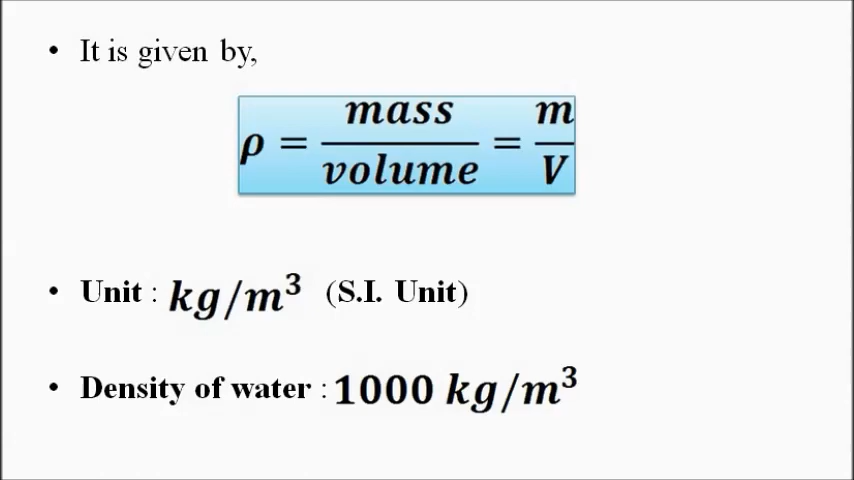 • It is given by,
ρ = mass/volume = m/V
• Unit : kg/m³ (S.I. Unit)
• Density of water : 1000 kg/m³